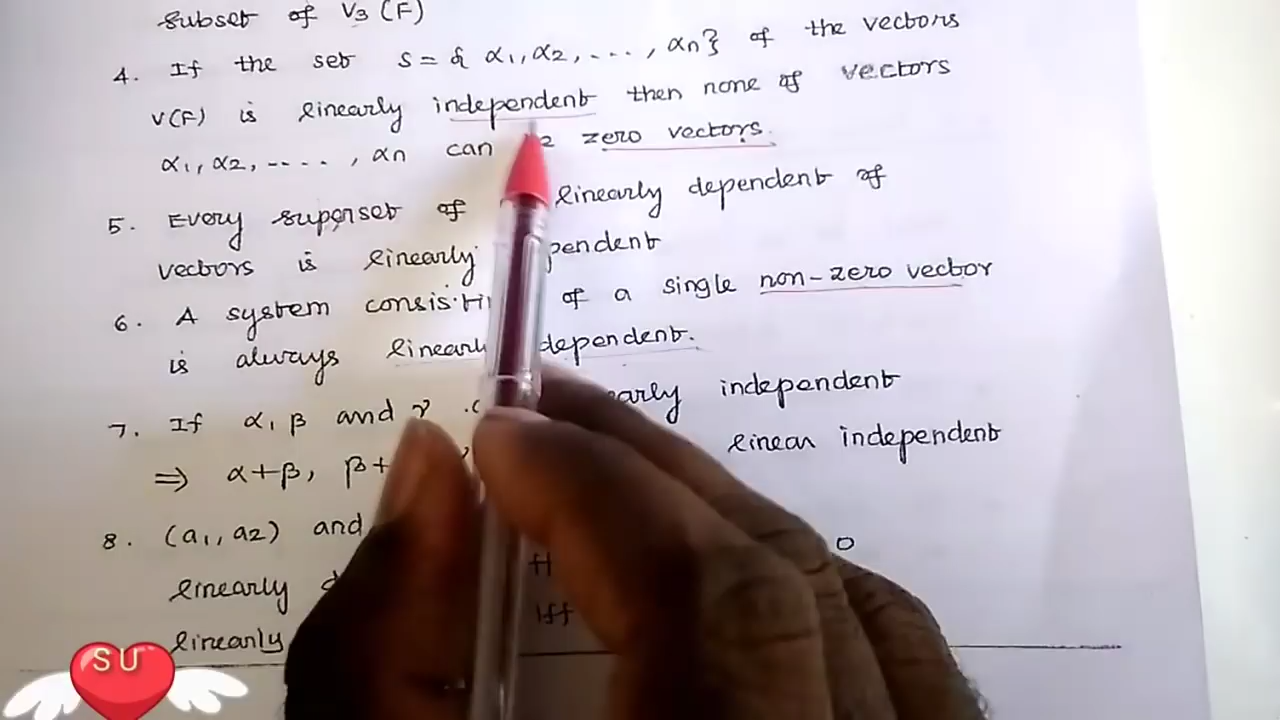 subset of V3 (F)
4. If the set S = { α1, α2, ..., αn} of the vectors
V(F) is linearly independent then none of vectors
α1, α2, ....., αn can zero vectors.
5. Every superset of linearly dependent of
vectors is linearly pendent
6. A system of a single non-zero vector
is always dependent.
7. If α, β and γ independent
⇒ α+β, β+ linear independent
8. (a1, a2) and 0
linearly
linearly iff
SU